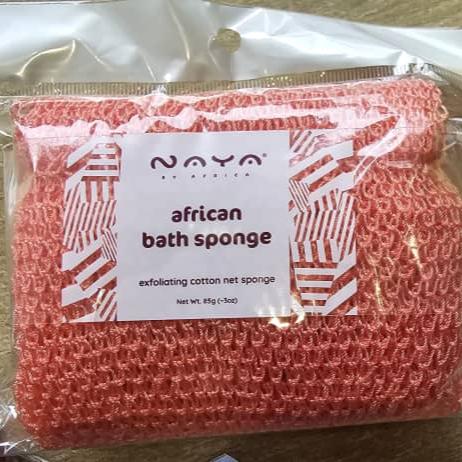 NAYA®
BY AFRICA
african
bath sponge
exfoliating cotton net sponge
Net Wt. 85g (~3oz)